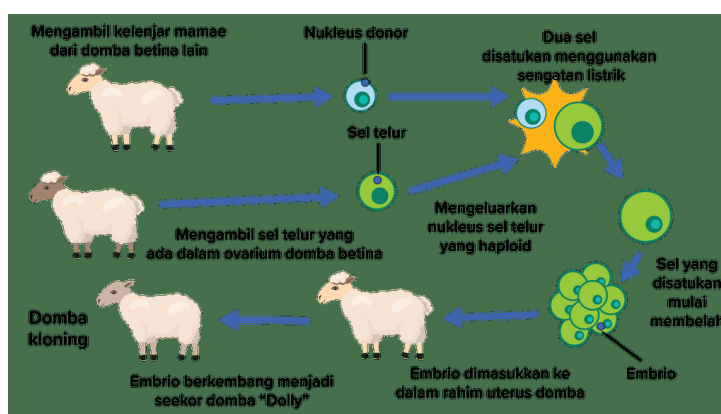 Mengambil kelenjar mamae
dari domba betina lain
Nukleus donor
Dua sel
disatukan menggunakan
sengatan listrik
Sel telur
Mengambil sel telur yang
ada dalam ovarium domba betina
Mengeluarkan
nukleus sel telur
yang haploid
Sel yang
disatukan
mulai
membelah
Embrio
Embrio dimasukkan ke
dalam rahim uterus domba
Embrio berkembang menjadi
seekor domba “Dolly”
Domba
kloning